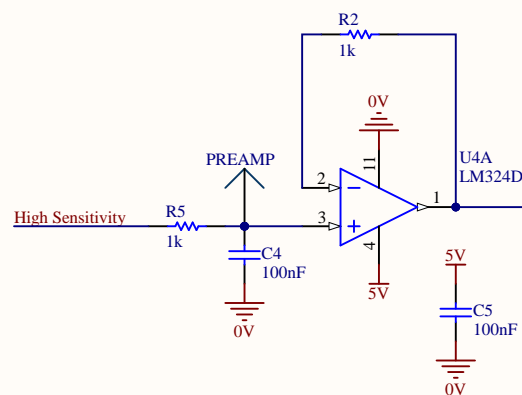 R2
1k
0V
PREAMP
11
U4A
LM324D
2
1
High Sensitivity
R5
1k
3
C4
100nF
4
0V
5V
5V
C5
100nF
0V